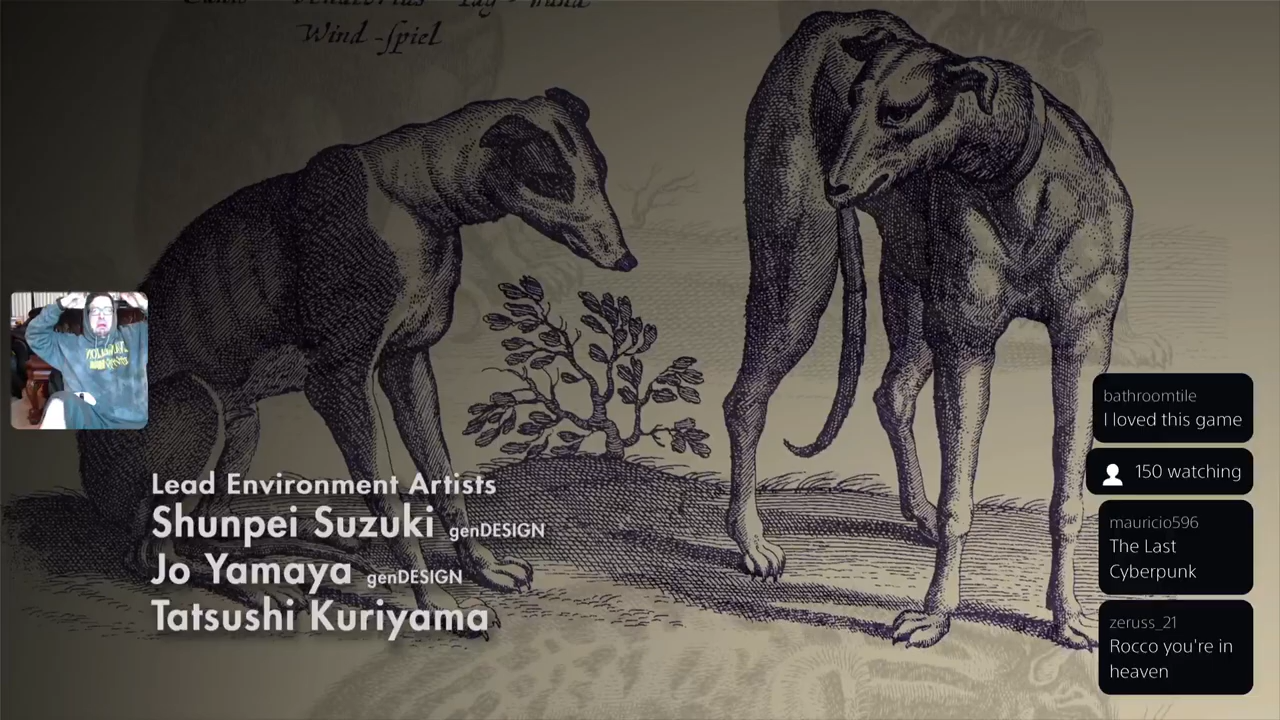 Wind-spiel
Lead Environment Artists
Shunpei Suzuki genDESIGN
Jo Yamaya genDESIGN
Tatsushi Kuriyama
bathroomtile
I loved this game
150 watching
mauricio596
The Last
Cyberpunk
zeruss_21
Rocco you're in
heaven